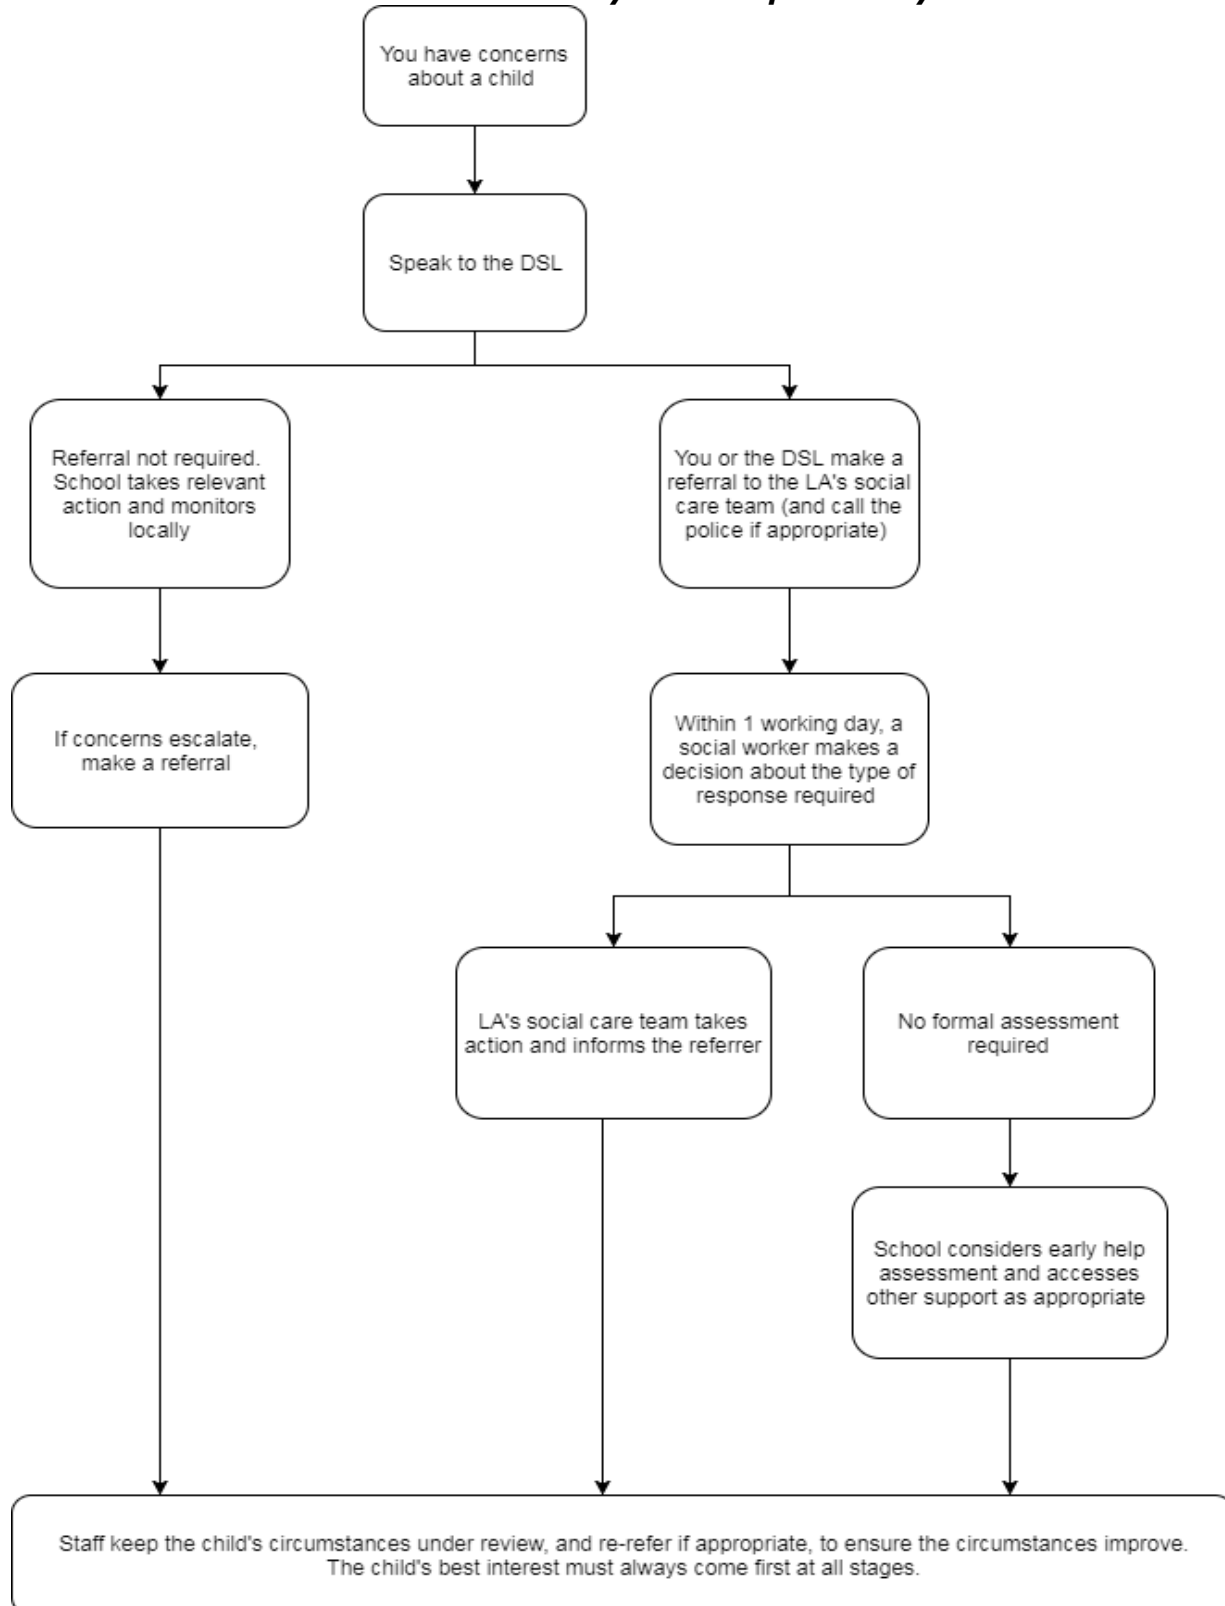 You have concerns
about a child
Speak to the DSL
Referral not required.
School takes relevant
action and monitors
locally
You or the DSL make a
referral to the LA's social
care team (and call the
police if appropriate)
If concerns escalate,
make a referral
Within 1 working day, a
social worker makes a
decision about the type of
response required
LA's social care team takes
action and informs the referrer
No formal assessment
required
School considers early help
assessment and accesses
other support as appropriate
Staff keep the child's circumstances under review, and re-refer if appropriate, to ensure the circumstances improve.
The child's best interest must always come first at all stages.